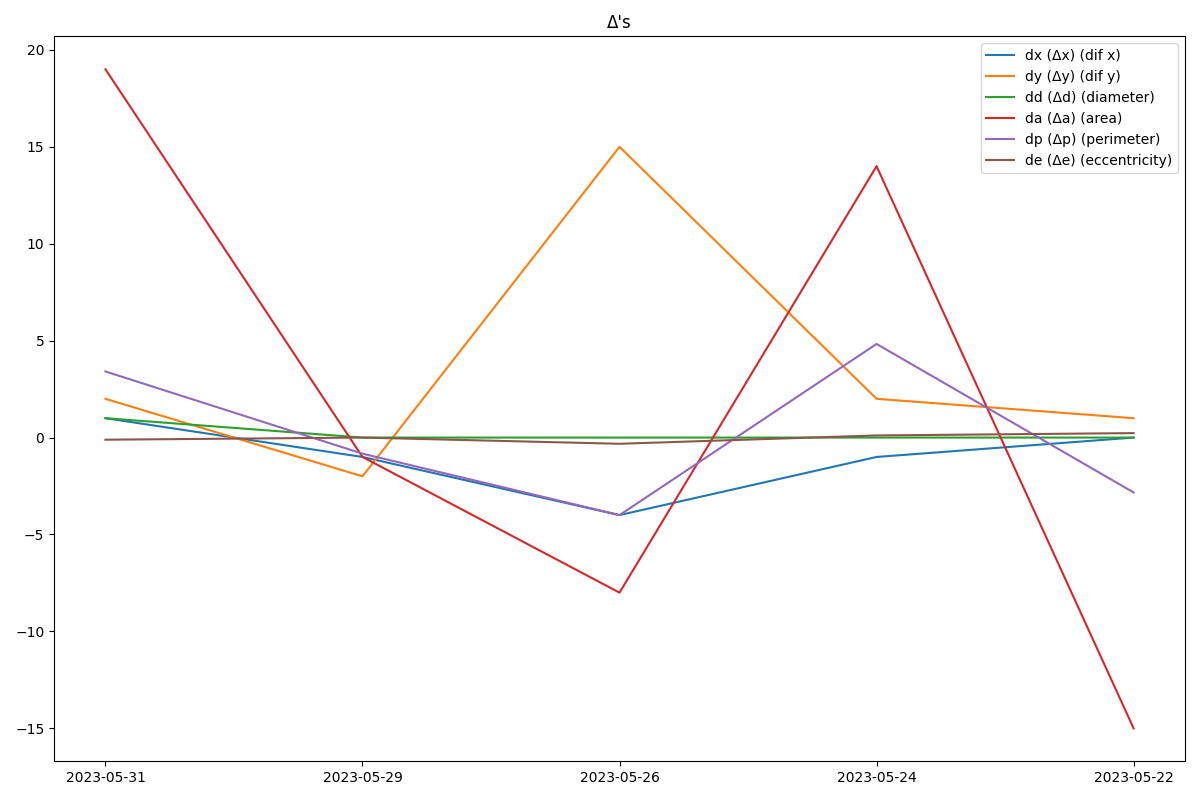 Δ's
dx (Δx) (dif x)
dy (Δy) (dif y)
dd (Δd) (diameter)
da (Δa) (area)
dp (Δp) (perimeter)
de (Δe) (eccentricity)
20
15
10
5
0
−5
−10
−15
2023-05-31 2023-05-29 2023-05-26 2023-05-24 2023-05-22